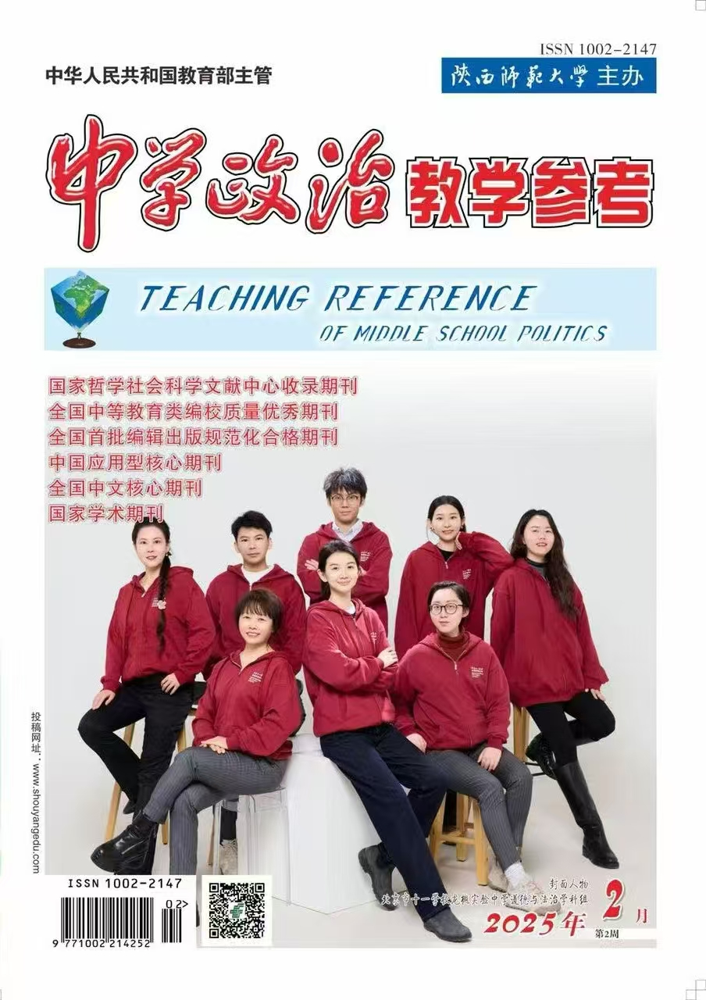 ISSN 1002-2147
中华人民共和国教育部主管
陕西师范大学 主办
中学政治教学参考
TEACHING REFERENCE
OF MIDDLE SCHOOL POLITICS
国家哲学社会科学文献中心收录期刊
全国中等教育类编校质量优秀期刊
全国首批编辑出版规范化合格期刊
中国应用型核心期刊
全国中文核心期刊
国家学术期刊
投稿网址：www.shouyangedu.com
ISSN 1002-2147
02>
9 771002 214252
封面人物
北京市十一学校龙樾实验中学道德与法治学科组
2025年 2月
第2周